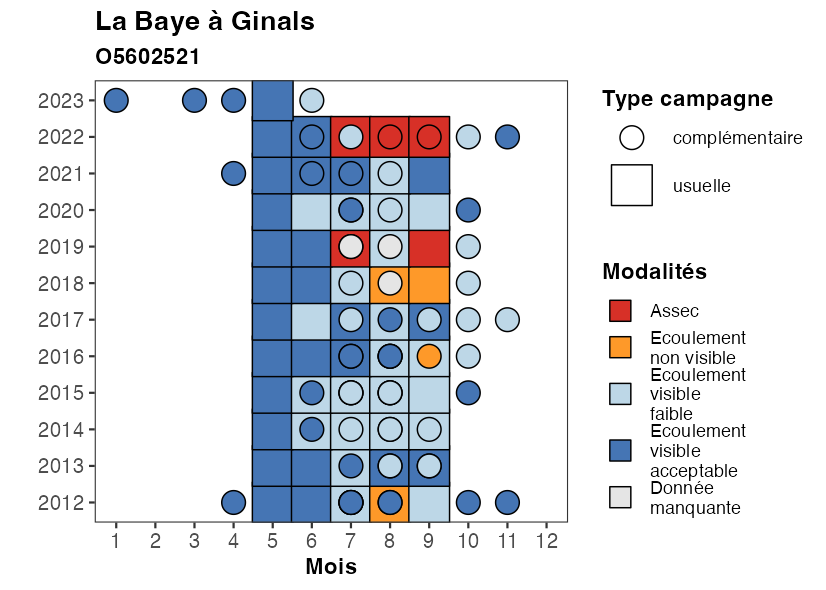 La Baye à Ginals
O5602521
2023
2022
2021
2020
2019
2018
2017
2016
2015
2014
2013
2012
1 2 3 4 5 6 7 8 9 10 11 12
Mois
Type campagne
complémentaire
usuelle
Modalités
Assec
Ecoulement
non visible
Ecoulement
visible
faible
Ecoulement
visible
acceptable
Donnée
manquante